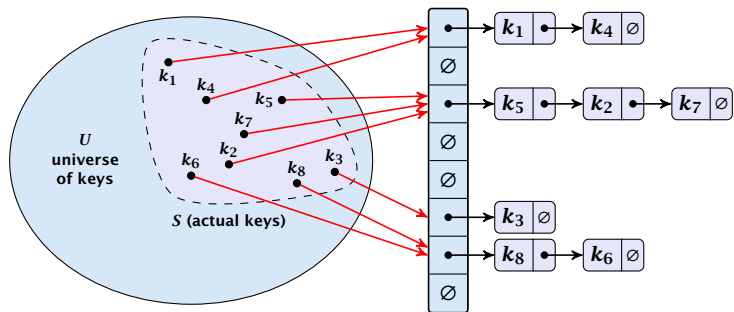 U
universe
of keys
k1
k4
k5
k7
k2
k6
k8
k3
S (actual keys)
k1 k4 ∅
∅
k5 k2 k7 ∅
∅
∅
k3 ∅
k8 k6 ∅
∅